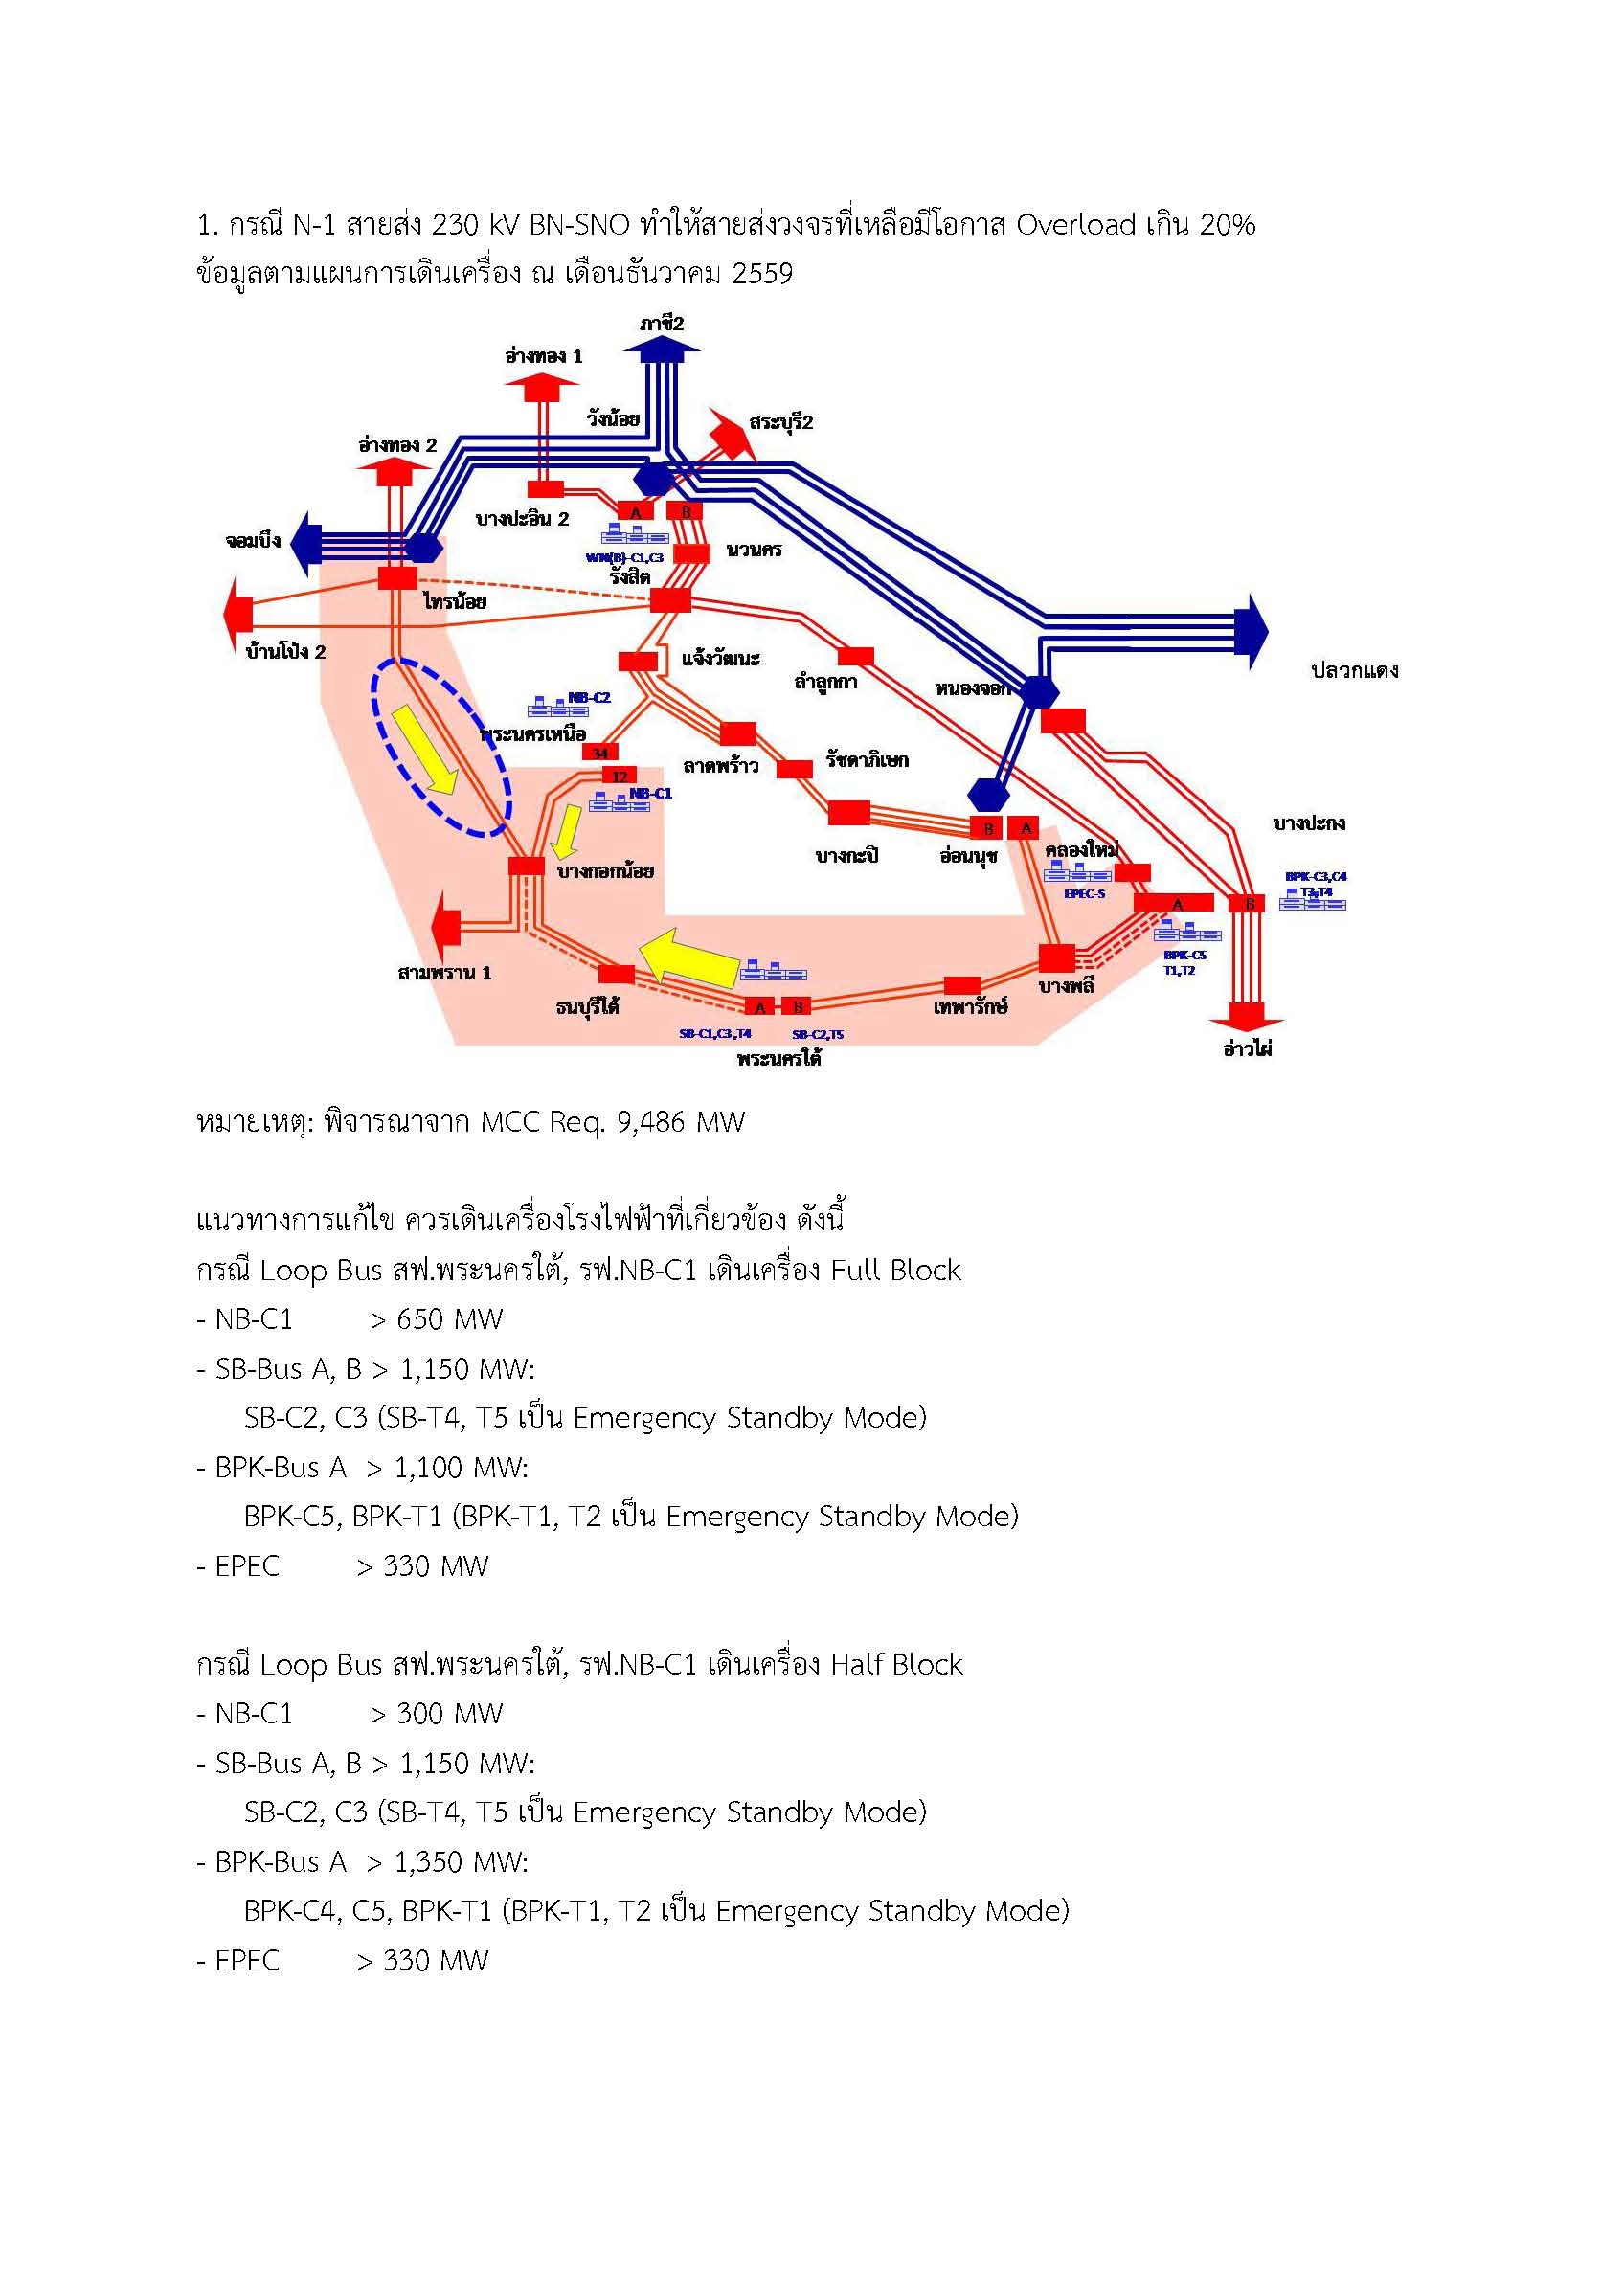 1. กรณี N-1 สายส่ง 230 kV BN-SNO ทำให้สายส่งวงจรที่เหลือมีโอกาส Overload เกิน 20%
ข้อมูลตามแผนการเดินเครื่อง ณ เดือนธันวาคม 2559
ภาชี2
อ่างทอง 1
วังน้อย
สระบุรี2
อ่างทอง 2
บางปะอิน 2
A
B
จอมบึง
WN(B)-C1,C3
นวนคร
รังสิต
ไทรน้อย
บ้านโป่ง 2
แจ้งวัฒนะ
ลำลูกกา
หนองจอก
ปลวกแดง
NB-C2
พระนครเหนือ
34
ลาดพร้าว
รัชดาภิเษก
12
NB-C1
บางกะปิ
B
A
อ่อนนุช
คลองใหม่
บางปะกง
บางกอกน้อย
EPEC-S
BPK-C3,C4
T3,T4
A
B
สามพราน 1
BPK-C5
T1,T2
บางพลี
ธนบุรีใต้
A
B
เทพารักษ์
SB-C1,C3,T4
SB-C2,T5
พระนครใต้
อ่าวไผ่
หมายเหตุ: พิจารณาจาก MCC Req. 9,486 MW
แนวทางการแก้ไข ควรเดินเครื่องโรงไฟฟ้าที่เกี่ยวข้อง ดังนี้
กรณี Loop Bus สฟ.พระนครใต้, รฟ.NB-C1 เดินเครื่อง Full Block
- NB-C1 > 650 MW
- SB-Bus A, B > 1,150 MW:
SB-C2, C3 (SB-T4, T5 เป็น Emergency Standby Mode)
- BPK-Bus A > 1,100 MW:
BPK-C5, BPK-T1 (BPK-T1, T2 เป็น Emergency Standby Mode)
- EPEC > 330 MW
กรณี Loop Bus สฟ.พระนครใต้, รฟ.NB-C1 เดินเครื่อง Half Block
- NB-C1 > 300 MW
- SB-Bus A, B > 1,150 MW:
SB-C2, C3 (SB-T4, T5 เป็น Emergency Standby Mode)
- BPK-Bus A > 1,350 MW:
BPK-C4, C5, BPK-T1 (BPK-T1, T2 เป็น Emergency Standby Mode)
- EPEC > 330 MW